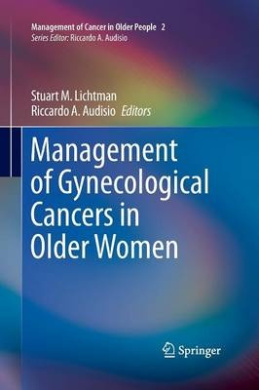 Management of Cancer in Older People 2
Series Editor: Riccardo A. Audisio
Stuart M. Lichtman
Riccardo A. Audisio Editors
Management
of Gynecological
Cancers in
Older Women
Springer